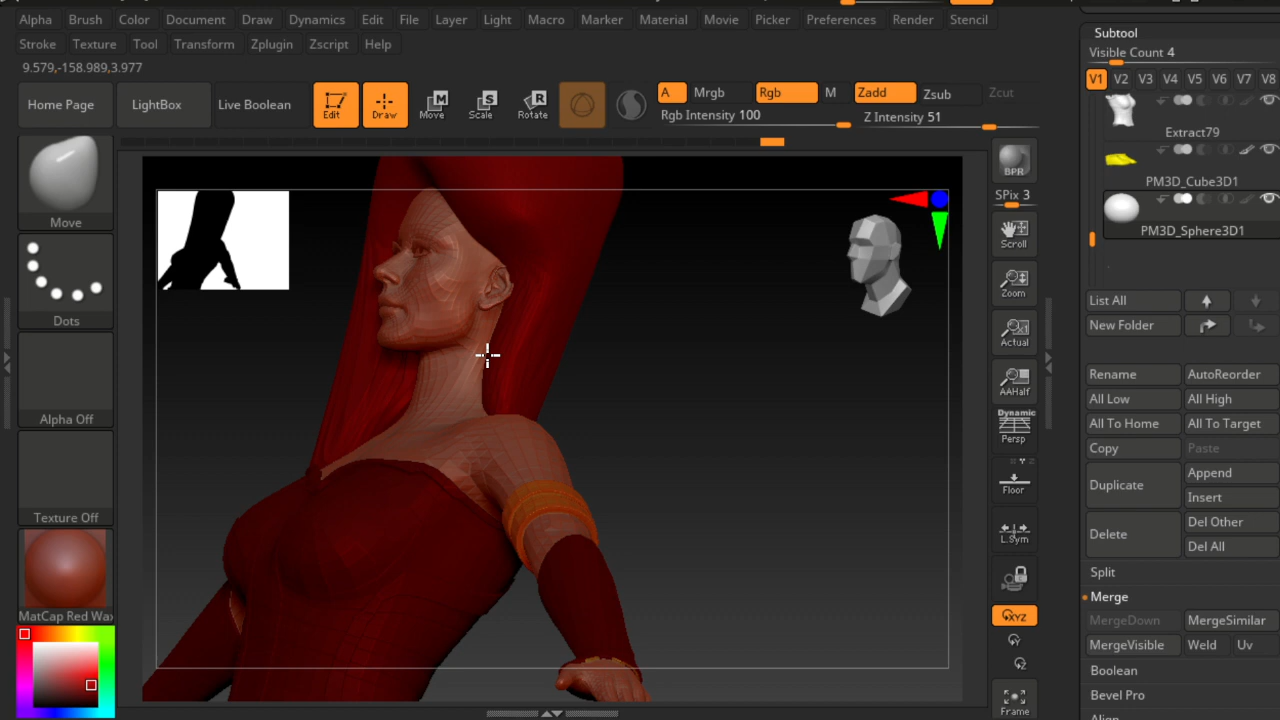 Alpha Brush Color Document Draw Dynamics Edit File Layer Light Macro Marker Material Movie Picker Preferences Render Stencil
Stroke Texture Tool Transform Zplugin Zscript Help
9.579,-158.989,3.977
Home Page LightBox Live Boolean Edit Draw Move Scale Rotate A Mrgb Rgb M Zadd Zsub Zcut
Rgb Intensity 100 Z Intensity 51
Move
Dots
Alpha Off
Texture Off
MatCap Red Wax
BPR
SPix 3
Scroll
Zoom
Actual
AAHalf
Dynamic
Persp
Floor
L.Sym
XYZ
Y
Z
Frame
Subtool
Visible Count 4
V1 V2 V3 V4 V5 V6 V7 V8
Extract79
PM3D_Cube3D1
PM3D_Sphere3D1
List All
New Folder
Rename AutoReorder
All Low All High
All To Home All To Target
Copy Paste
Duplicate Append
Insert
Delete Del Other
Del All
Split
Merge
MergeDown MergeSimilar
MergeVisible Weld Uv
Boolean
Bevel Pro
Align